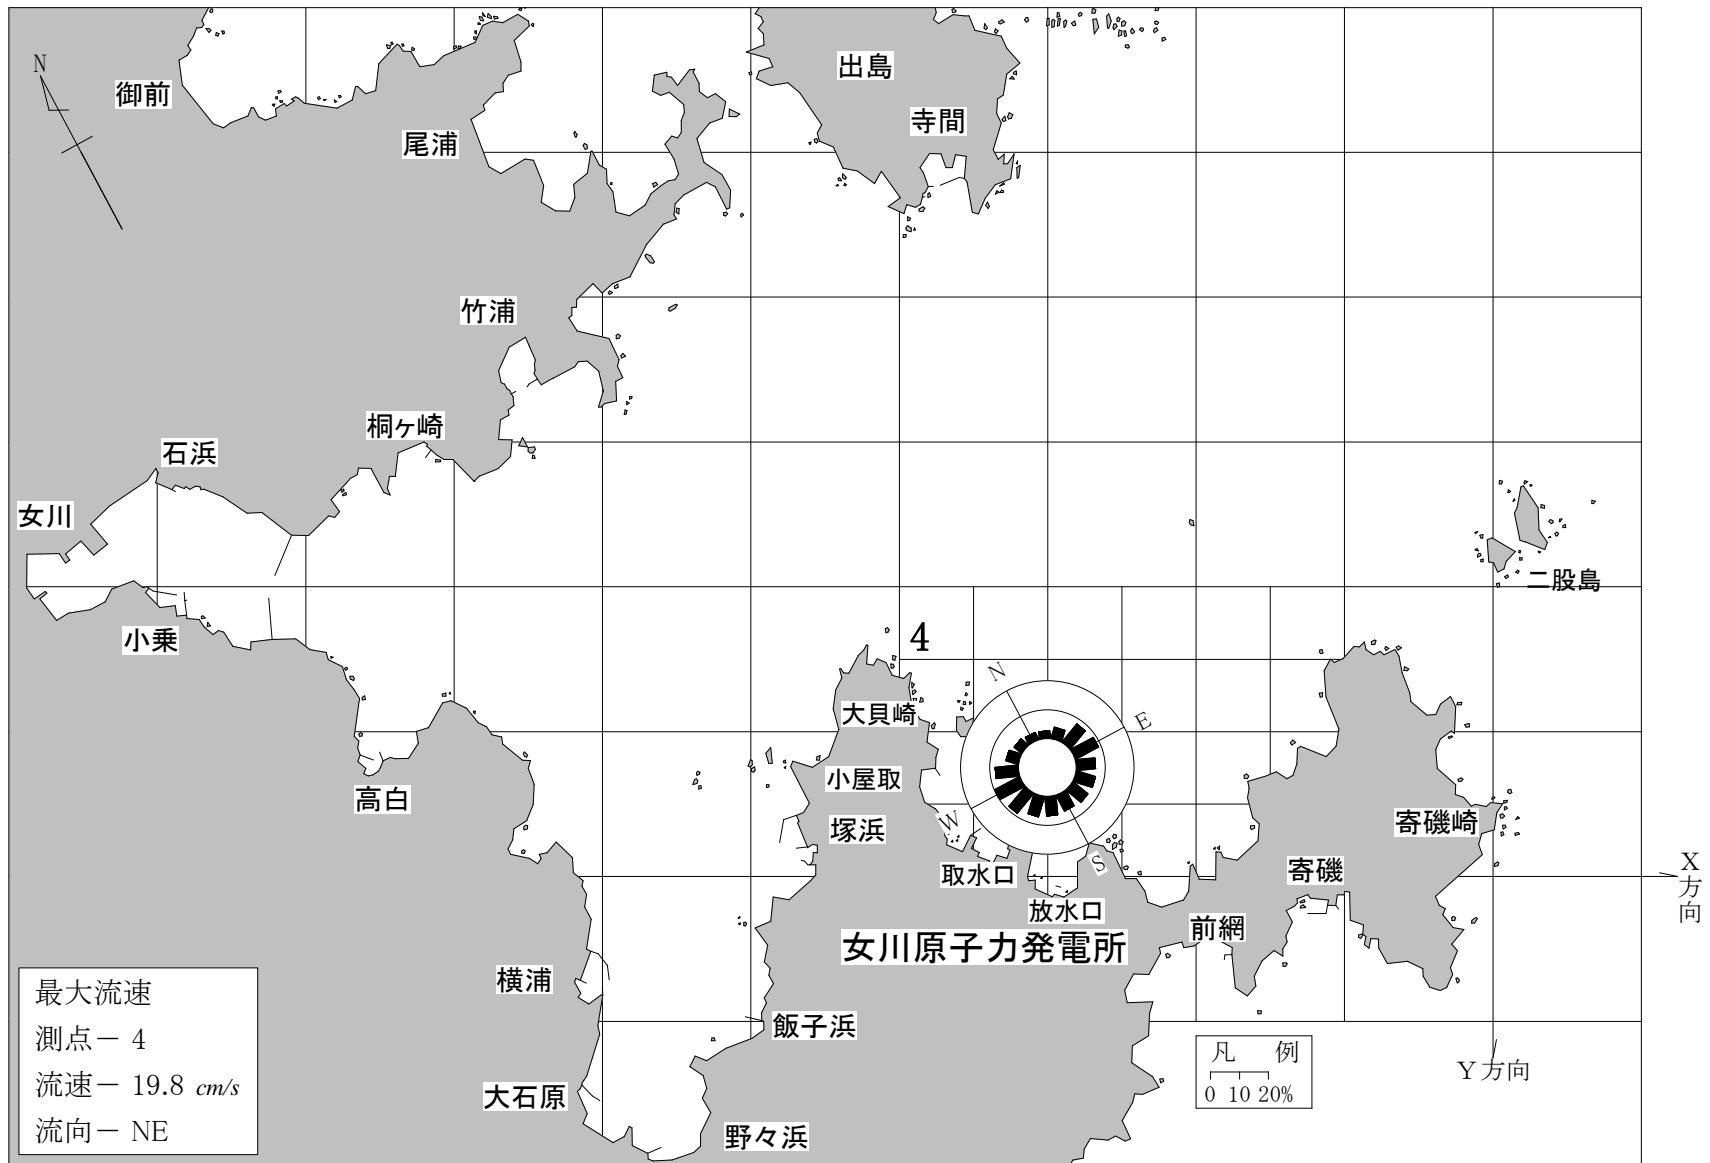 N
御前
出島
寺間
尾浦
竹浦
桐ヶ崎
石浜
女川
二股島
小乗
4
N
大貝崎
E
小屋取
高白
塚浜
W
寄磯崎
S
取水口
寄磯
X方向
放水口
前網
女川原子力発電所
横浦
飯子浜
最大流速
測点－ 4
流速－ 19.8 cm/s
流向－ NE
凡 例
0 10 20%
Y方向
大石原
野々浜